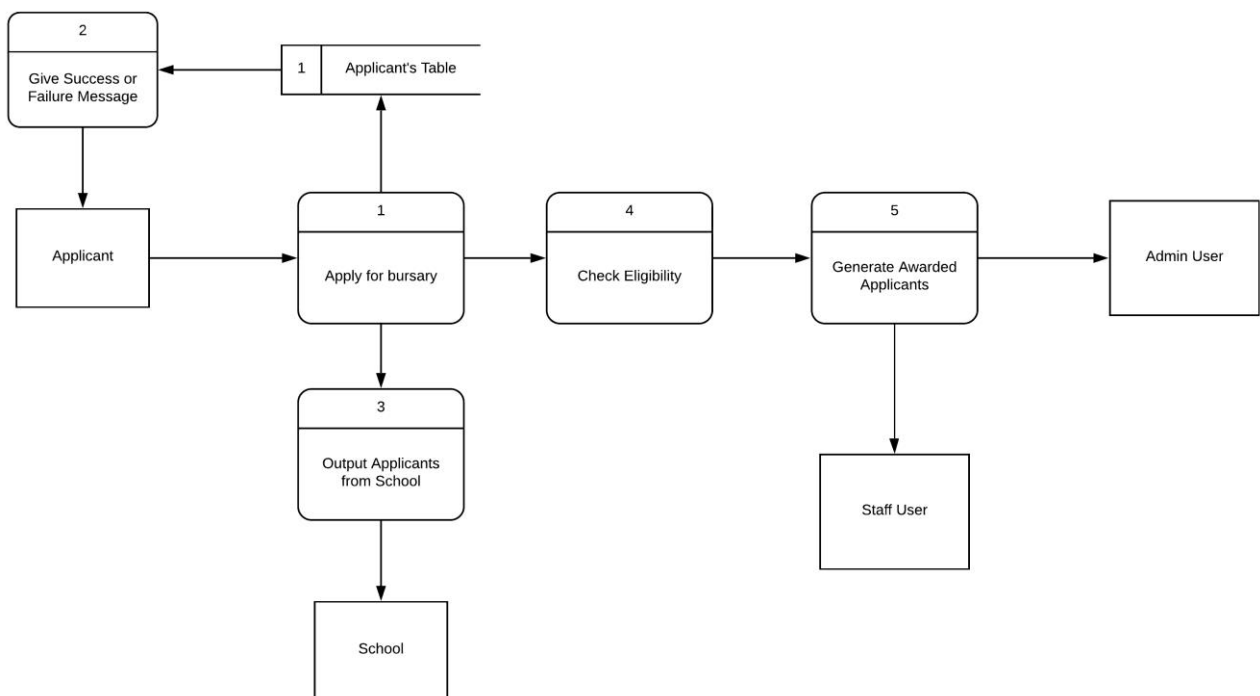 2
Give Success or
Failure Message
1
Applicant's Table
Applicant
1
Apply for bursary
4
Check Eligibility
5
Generate Awarded
Applicants
Admin User
3
Output Applicants
from School
Staff User
School